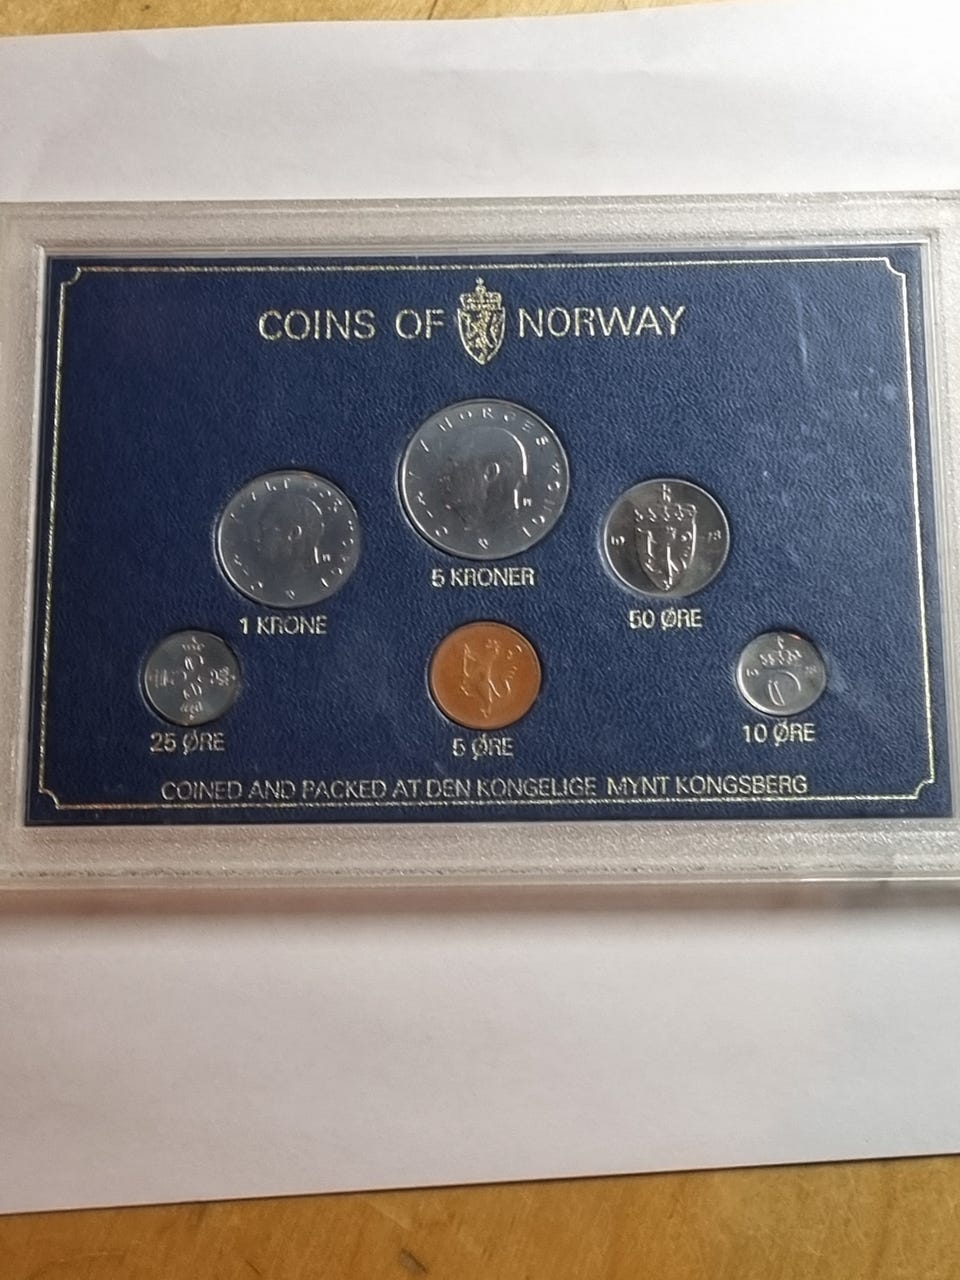 COINS OF NORWAY
5 KRONER
1 KRONE
50 ØRE
25 ØRE
5 ØRE
10 ØRE
COINED AND PACKED AT DEN KONGELIGE MYNT KONGSBERG